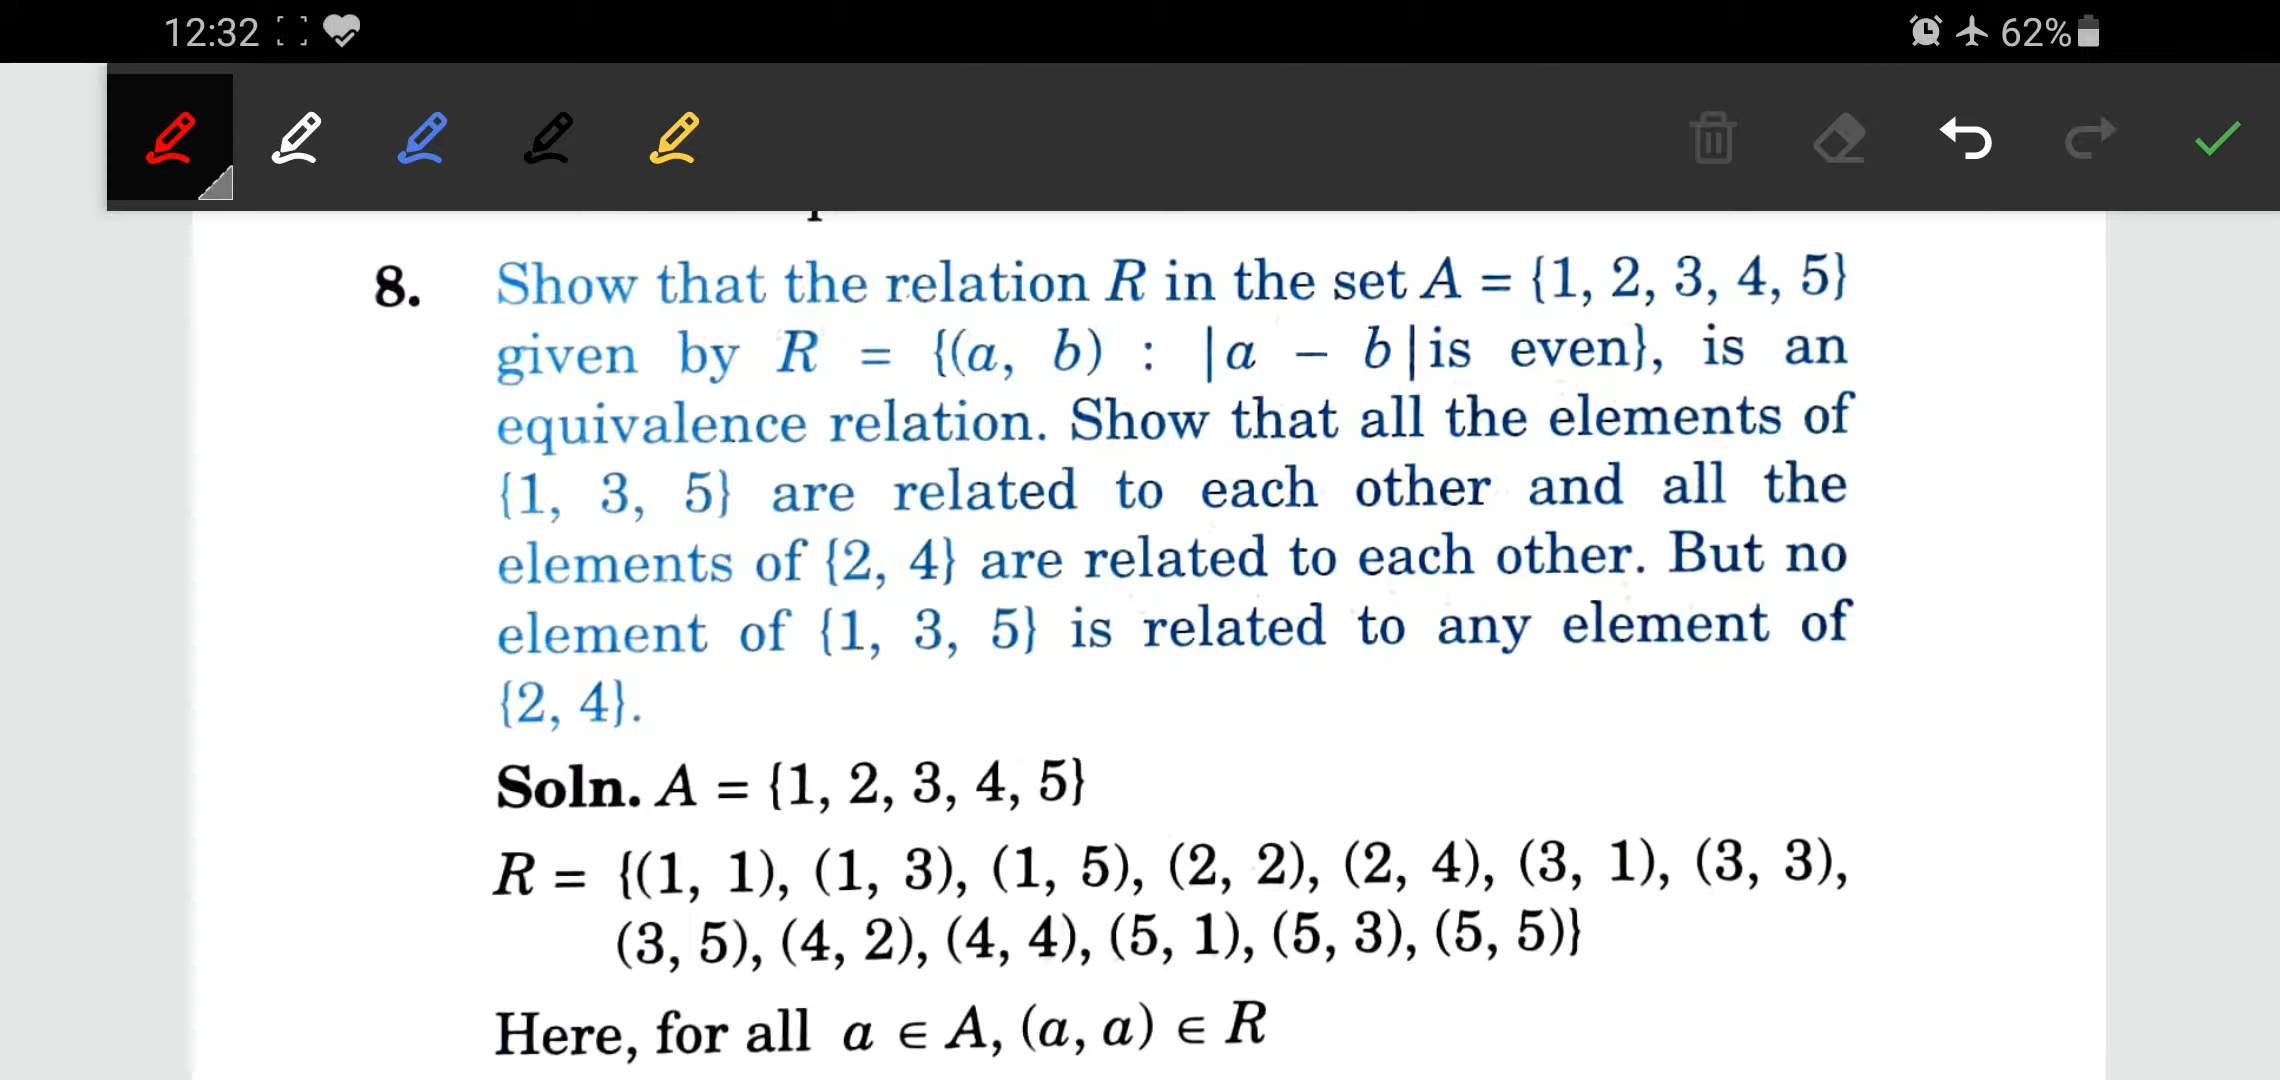 12:32
62%
8. Show that the relation R in the set A = {1, 2, 3, 4, 5}
given by R = {(a, b) : |a − b| is even}, is an
equivalence relation. Show that all the elements of
{1, 3, 5} are related to each other and all the
elements of {2, 4} are related to each other. But no
element of {1, 3, 5} is related to any element of
{2, 4}.
Soln. A = {1, 2, 3, 4, 5}
R = {(1, 1), (1, 3), (1, 5), (2, 2), (2, 4), (3, 1), (3, 3),
(3, 5), (4, 2), (4, 4), (5, 1), (5, 3), (5, 5)}
Here, for all a ∈ A, (a, a) ∈ R